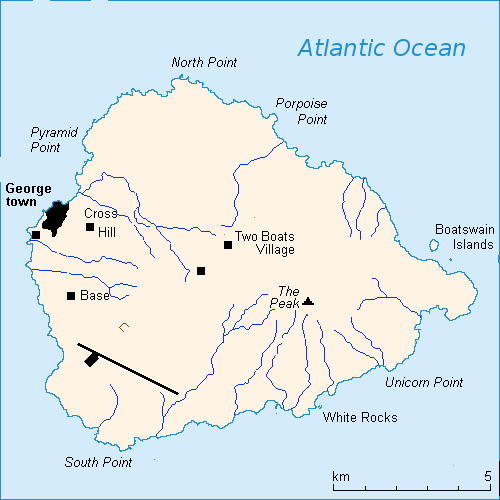 Atlantic Ocean
North Point
Porpoise
Point
Pyramid
Point
George
town
Cross
Hill
Two Boats
Village
Boatswain
Islands
The
Peak
Base
Unicorn Point
White Rocks
South Point
km
5